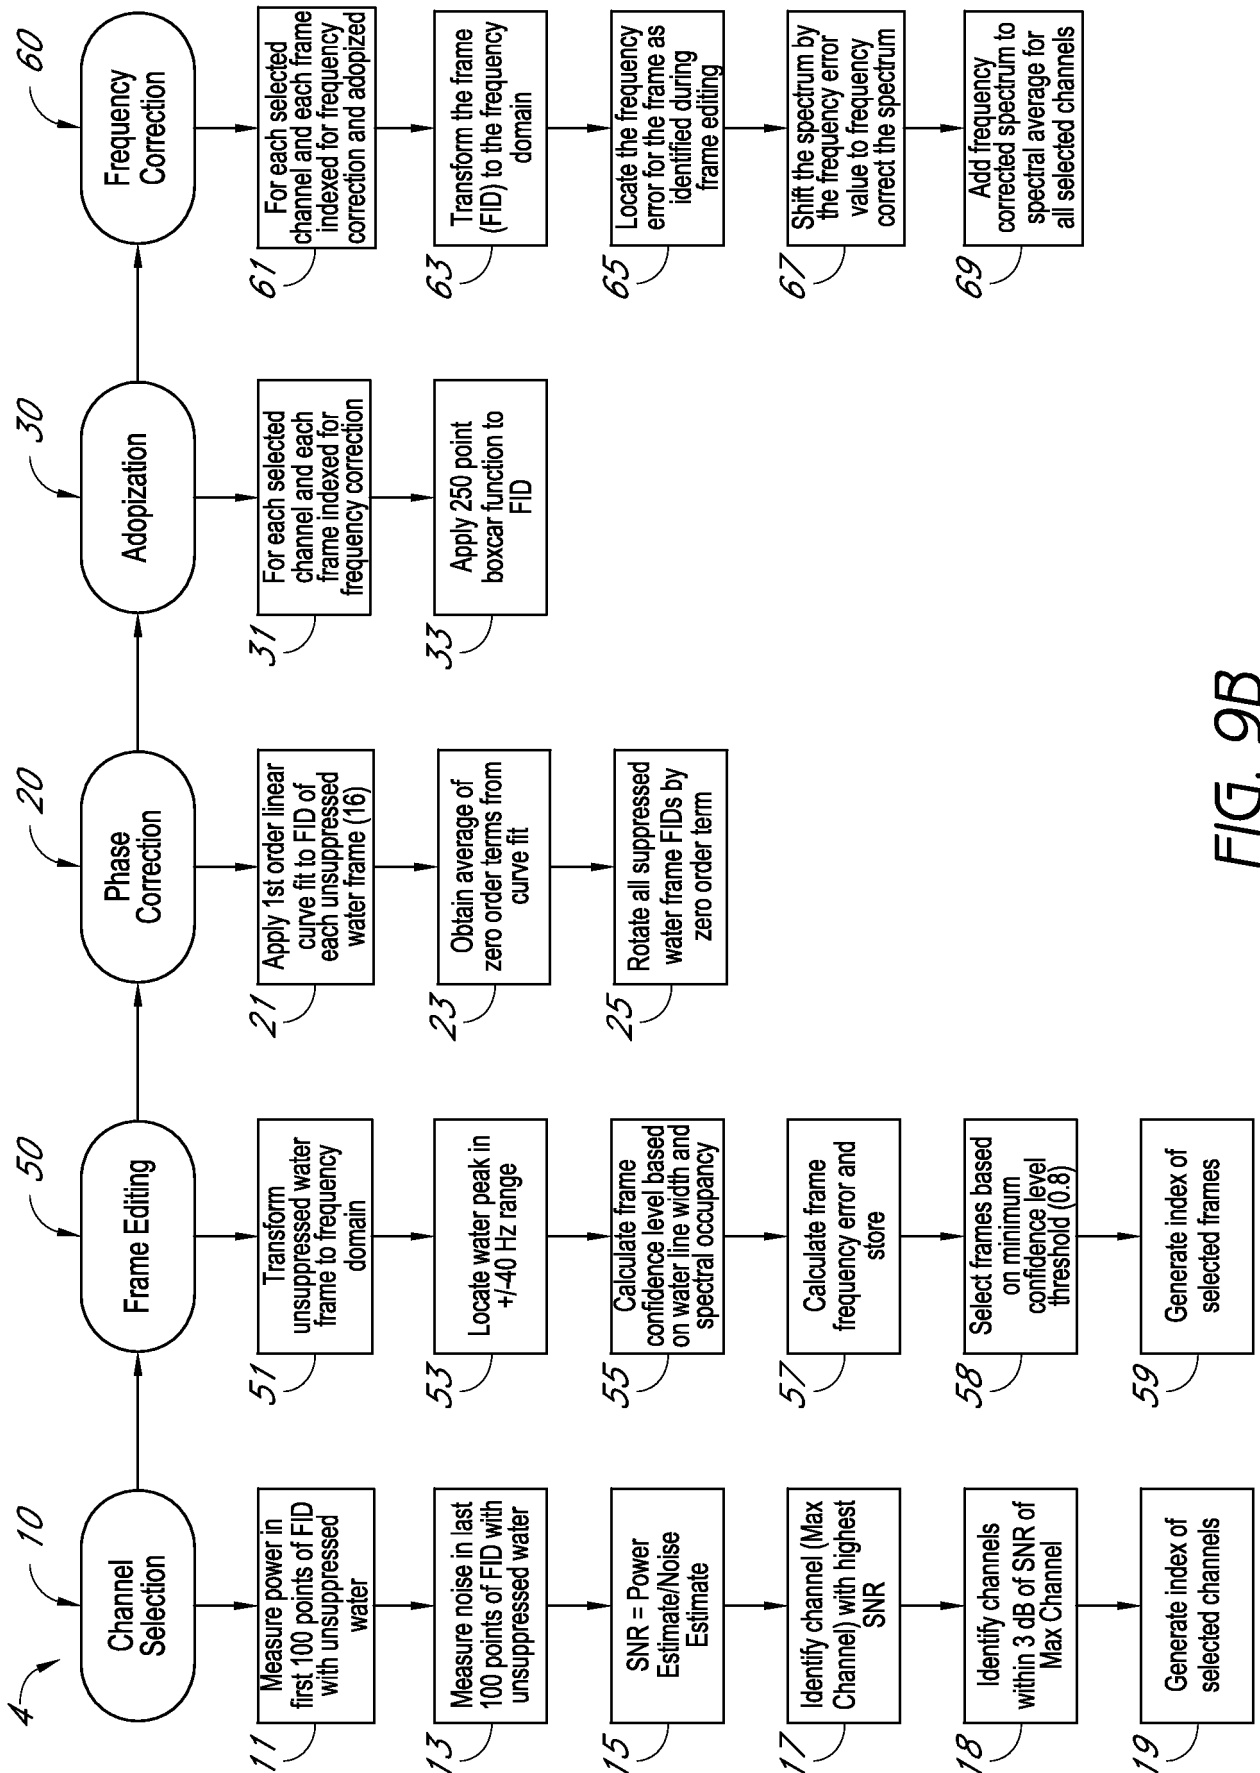 4
10
Channel
Selection
11
Measure power in
first 100 points of FID
with unsuppressed
water
13
Measure noise in last
100 points of FID with
unsuppressed water
15
SNR = Power
Estimate/Noise
Estimate
17
Identify channel (Max
Channel) with highest
SNR
18
Identify channels
within 3 dB of SNR of
Max Channel
19
Generate index of
selected channels
50
Frame Editing
51
Transform
unsuppressed water
frame to frequency
domain
53
Locate water peak in
+/-40 Hz range
55
Calculate frame
confidence level based
on water line width and
spectral occupancy
57
Calculate frame
frequency error and
store
58
Select frames based
on minimum
confidence level
threshold (0.8)
59
Generate index of
selected frames
20
Phase
Correction
21
Apply 1st order linear
curve fit to FID of
each unsuppressed
water frame (16)
23
Obtain average of
zero order terms from
curve fit
25
Rotate all suppressed
water frame FIDs by
zero order term
30
Adopization
31
For each selected
channel and each
frame indexed for
frequency correction
33
Apply 250 point
boxcar function to
FID
60
Frequency
Correction
61
For each selected
channel and each frame
indexed for frequency
correction and adopized
63
Transform the frame
(FID) to the frequency
domain
65
Locate the frequency
error for the frame as
identified during
frame editing
67
Shift the spectrum by
the frequency error
value to frequency
correct the spectrum
69
Add frequency
corrected spectrum to
spectral average for
all selected channels
FIG. 9B